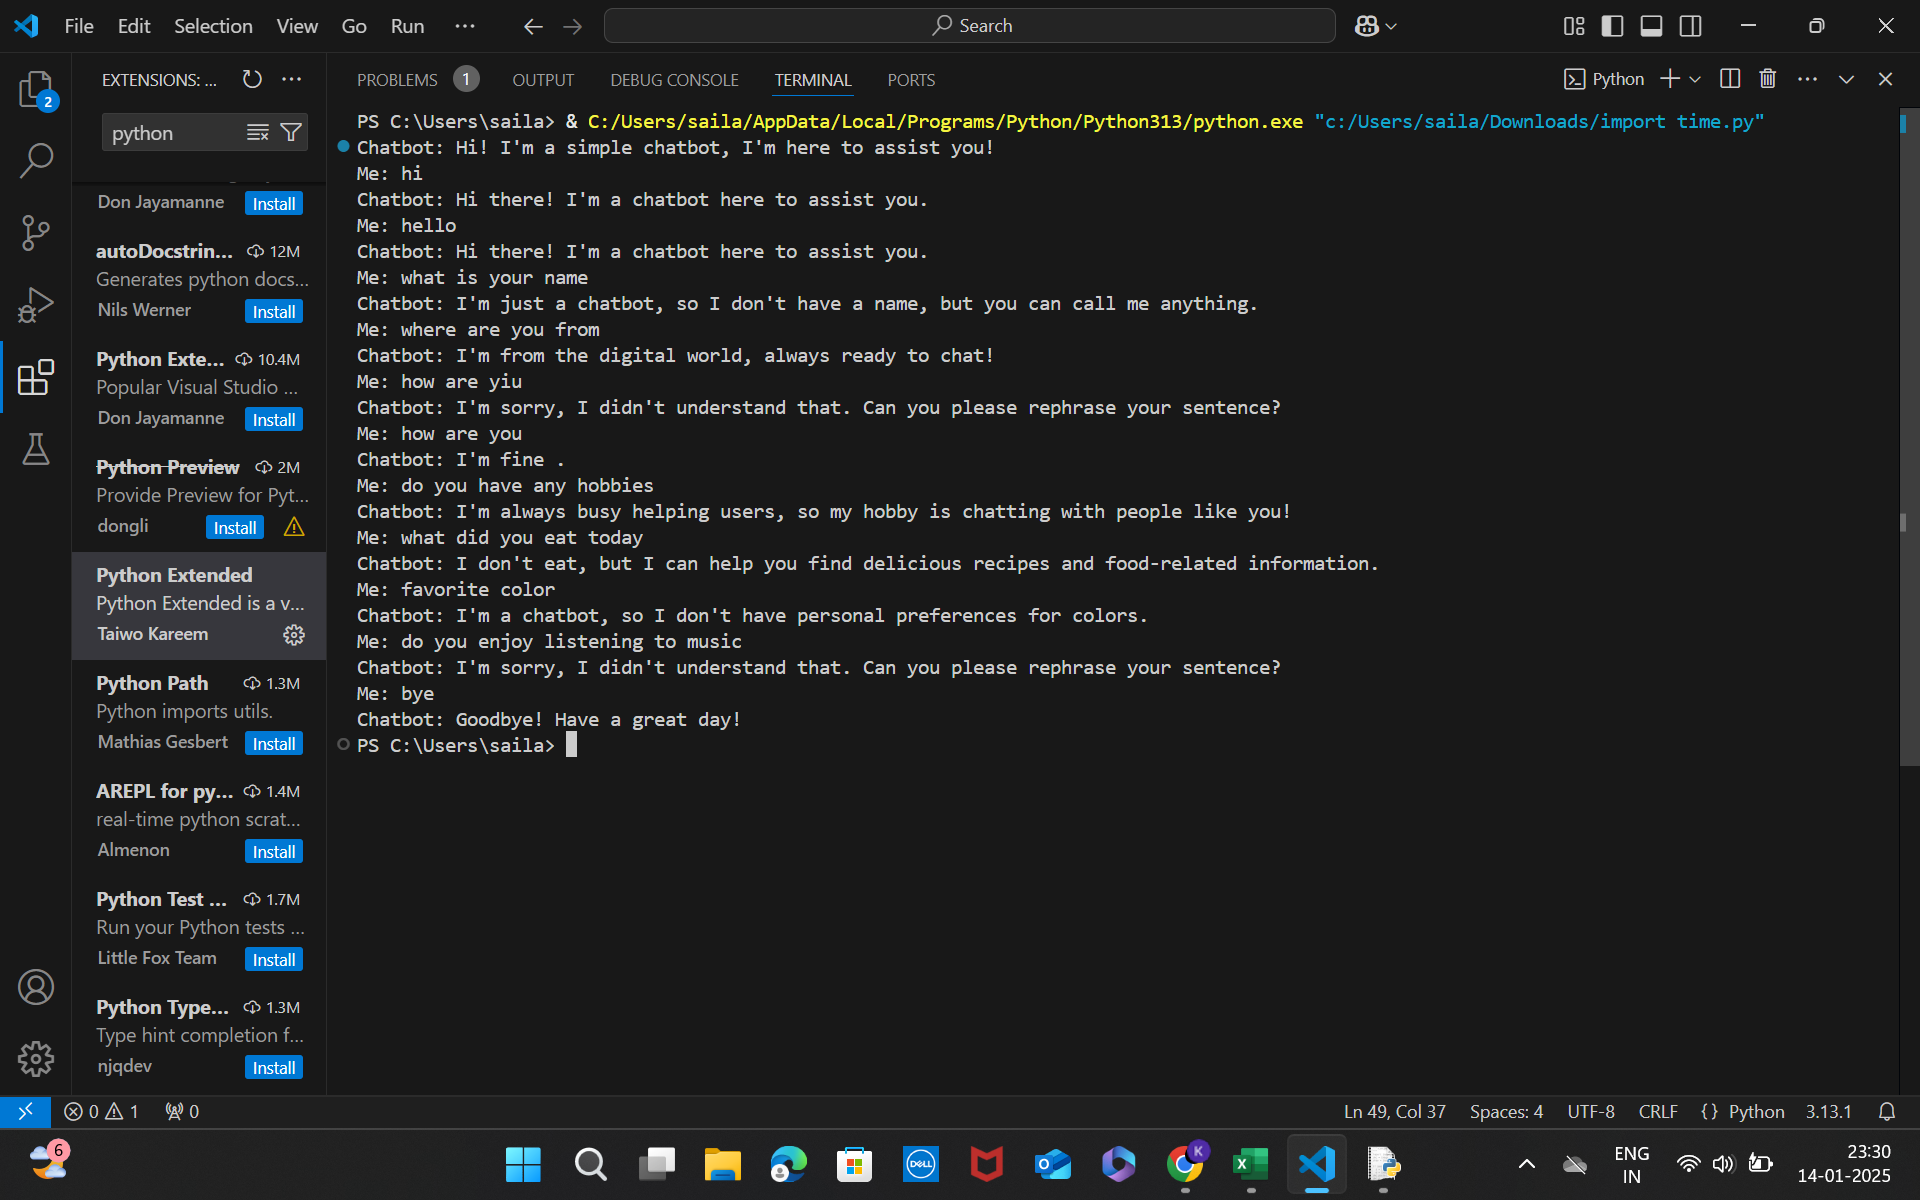 File Edit Selection View Go Run ··· Search
EXTENSIONS: ...
python
Don Jayamanne Install
autoDocstrin... 12M
Generates python docs...
Nils Werner Install
Python Exte... 10.4M
Popular Visual Studio ...
Don Jayamanne Install
Python Preview 2M
Provide Preview for Pyt...
dongli Install
Python Extended
Python Extended is a v...
Taiwo Kareem
Python Path 1.3M
Python imports utils.
Mathias Gesbert Install
AREPL for py... 1.4M
real-time python scrat...
Almenon Install
Python Test ... 1.7M
Run your Python tests ...
Little Fox Team Install
Python Type... 1.3M
Type hint completion f...
njqdev Install
2
PROBLEMS 1 OUTPUT DEBUG CONSOLE TERMINAL PORTS Python
PS C:\Users\saila> & C:/Users/saila/AppData/Local/Programs/Python/Python313/python.exe "c:/Users/saila/Downloads/import time.py"
Chatbot: Hi! I'm a simple chatbot, I'm here to assist you!
Me: hi
Chatbot: Hi there! I'm a chatbot here to assist you.
Me: hello
Chatbot: Hi there! I'm a chatbot here to assist you.
Me: what is your name
Chatbot: I'm just a chatbot, so I don't have a name, but you can call me anything.
Me: where are you from
Chatbot: I'm from the digital world, always ready to chat!
Me: how are yiu
Chatbot: I'm sorry, I didn't understand that. Can you please rephrase your sentence?
Me: how are you
Chatbot: I'm fine .
Me: do you have any hobbies
Chatbot: I'm always busy helping users, so my hobby is chatting with people like you!
Me: what did you eat today
Chatbot: I don't eat, but I can help you find delicious recipes and food-related information.
Me: favorite color
Chatbot: I'm a chatbot, so I don't have personal preferences for colors.
Me: do you enjoy listening to music
Chatbot: I'm sorry, I didn't understand that. Can you please rephrase your sentence?
Me: bye
Chatbot: Goodbye! Have a great day!
PS C:\Users\saila>
0 1 0 Ln 49, Col 37 Spaces: 4 UTF-8 CRLF {} Python 3.13.1
6 DELL K ENG 23:30
IN 14-01-2025